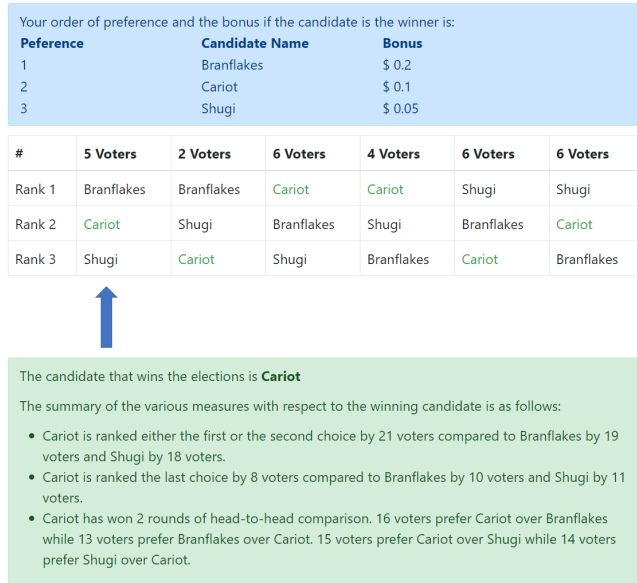 Your order of preference and the bonus if the candidate is the winner is:
Peference Candidate Name Bonus
1 Branflakes $ 0.2
2 Cariot $ 0.1
3 Shugi $ 0.05
# 5 Voters 2 Voters 6 Voters 4 Voters 6 Voters 6 Voters
Rank 1 Branflakes Branflakes Cariot Cariot Shugi Shugi
Rank 2 Cariot Shugi Branflakes Shugi Branflakes Cariot
Rank 3 Shugi Cariot Shugi Branflakes Cariot Branflakes
The candidate that wins the elections is Cariot
The summary of the various measures with respect to the winning candidate is as follows:
• Cariot is ranked either the first or the second choice by 21 voters compared to Branflakes by 19
voters and Shugi by 18 voters.
• Cariot is ranked the last choice by 8 voters compared to Branflakes by 10 voters and Shugi by 11
voters.
• Cariot has won 2 rounds of head-to-head comparison. 16 voters prefer Cariot over Branflakes
while 13 voters prefer Branflakes over Cariot. 15 voters prefer Cariot over Shugi while 14 voters
prefer Shugi over Cariot.